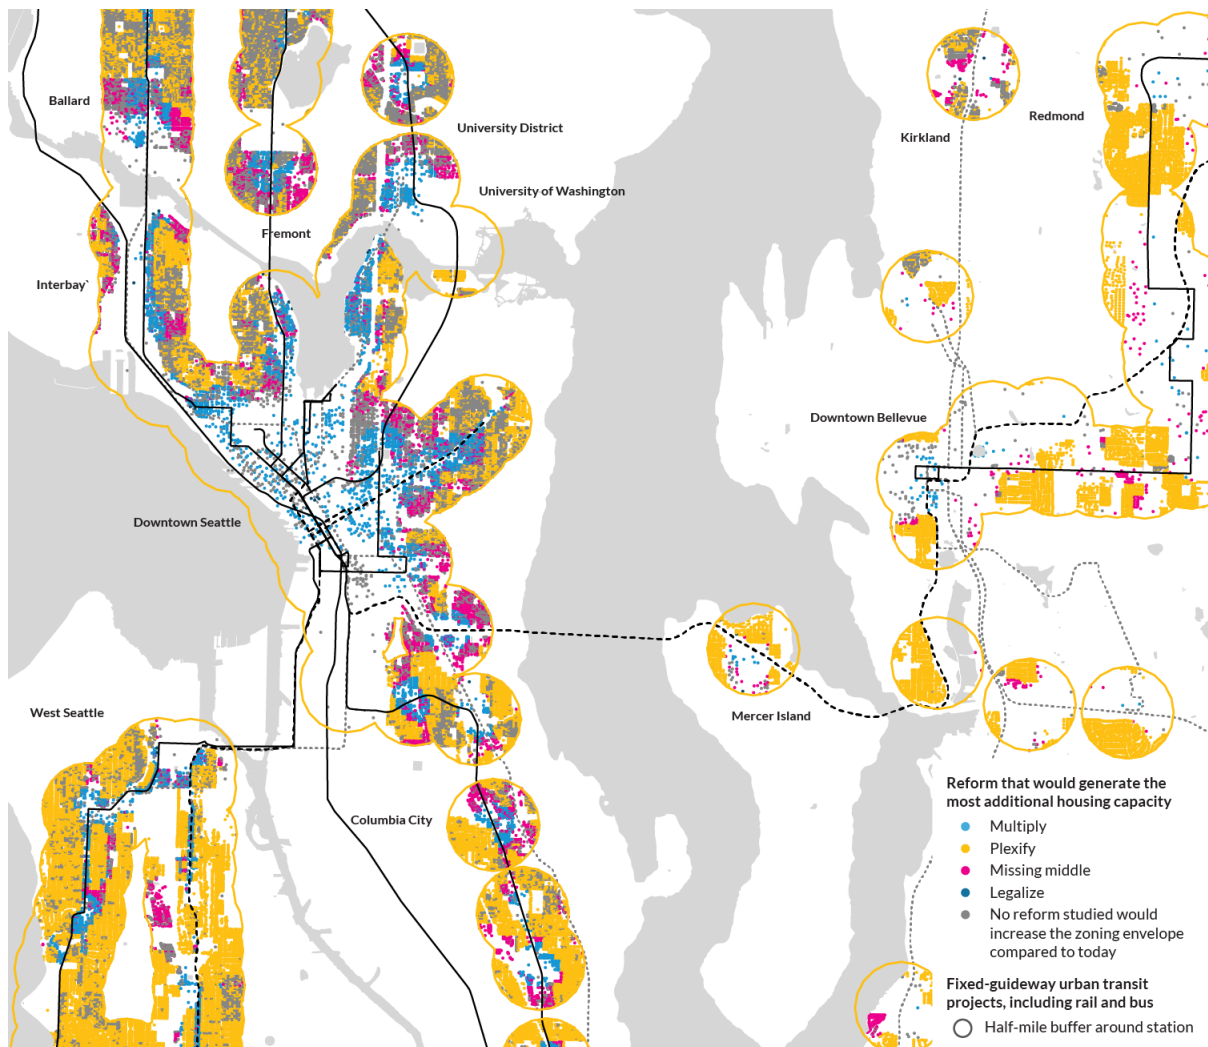 Ballard
University District
Kirkland
Redmond
University of Washington
Fremont
Interbay`
Downtown Bellevue
Downtown Seattle
West Seattle
Mercer Island
Columbia City
Reform that would generate the
most additional housing capacity
Multiply
Plexify
Missing middle
Legalize
No reform studied would
increase the zoning envelope
compared to today
Fixed-guideway urban transit
projects, including rail and bus
Half-mile buffer around station